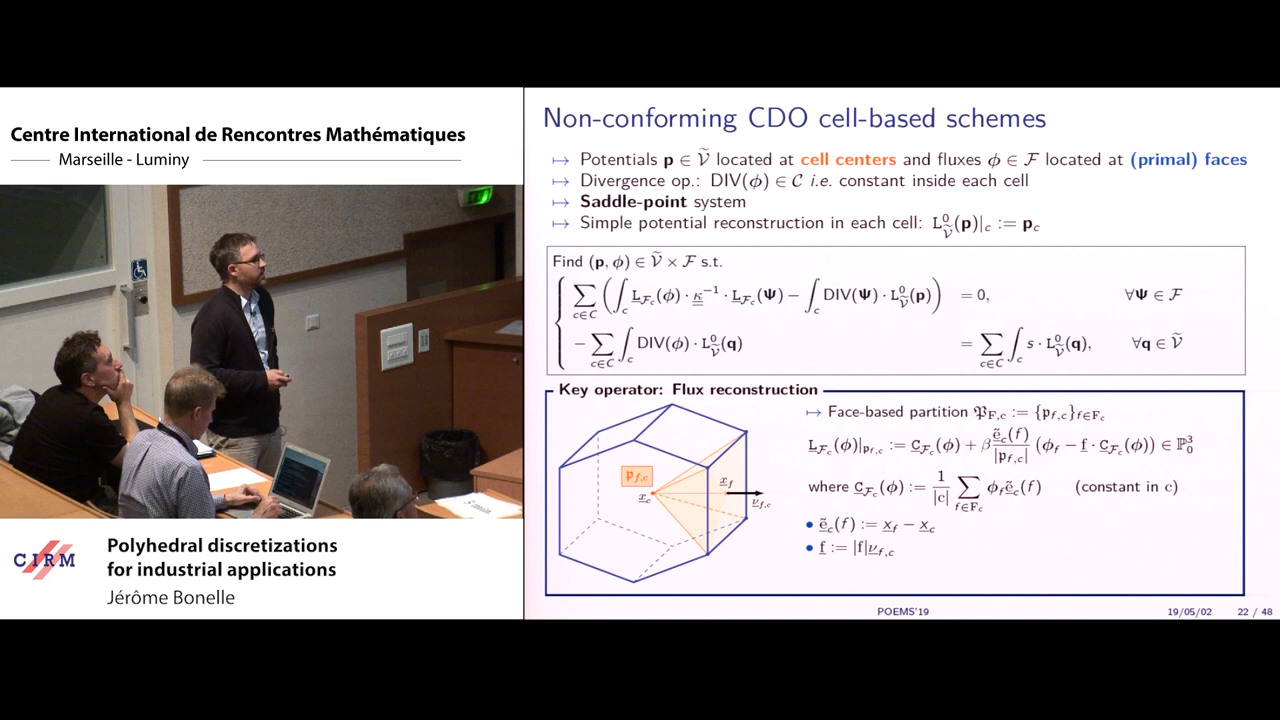 Centre International de Rencontres Mathématiques
Marseille - Luminy
CIRM
Polyhedral discretizations
for industrial applications
Jérôme Bonelle
Non-conforming CDO cell-based schemes
↦ Potentials p ∈ Ṽ located at cell centers and fluxes ϕ ∈ F located at (primal) faces
↦ Divergence op.: DIV(ϕ) ∈ C i.e. constant inside each cell
↦ Saddle-point system
↦ Simple potential reconstruction in each cell: L⁰_Ṽ(p)|_c := p_c
Find (p, ϕ) ∈ Ṽ × F s.t.
∑_{c∈C} ( ∫_c L_{F_c}(ϕ) · κ⁻¹ · L_{F_c}(Ψ) − ∫_c DIV(Ψ) · L⁰_Ṽ(p) ) = 0, ∀Ψ ∈ F
− ∑_{c∈C} ∫_c DIV(ϕ) · L⁰_Ṽ(q) = ∑_{c∈C} ∫_c s · L⁰_Ṽ(q), ∀q ∈ Ṽ
Key operator: Flux reconstruction
𝔭_{f,c}
x_c
x_f
ν_{f,c}
↦ Face-based partition 𝔓_{F,c} := {𝔭_{f,c}}_{f∈F_c}
L_{F_c}(ϕ)|_{𝔭_{f,c}} := C_{F_c}(ϕ) + β ẽ_c(f)/|𝔭_{f,c}| (ϕ_f − f · C_{F_c}(ϕ)) ∈ ℙ³₀
where C_{F_c}(ϕ) := 1/|c| ∑_{f∈F_c} ϕ_f ẽ_c(f) (constant in c)
• ẽ_c(f) := x_f − x_c
• f := |f|ν_{f,c}
POEMS'19 19/05/02 22 / 48